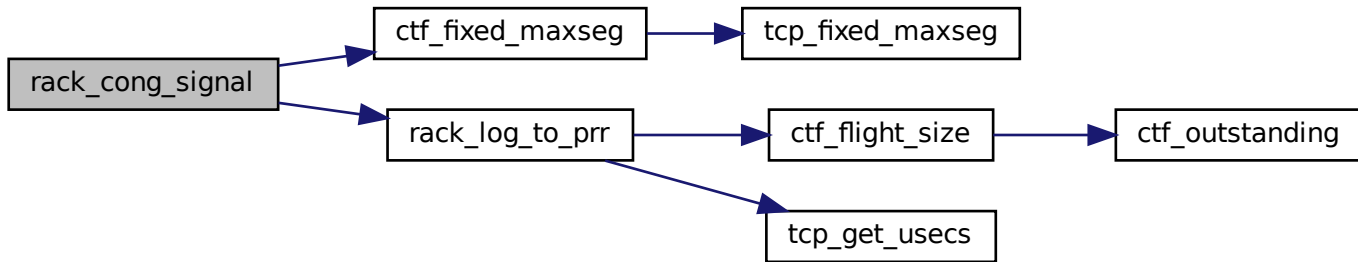 rack_cong_signal
ctf_fixed_maxseg
tcp_fixed_maxseg
rack_log_to_prr
ctf_flight_size
ctf_outstanding
tcp_get_usecs